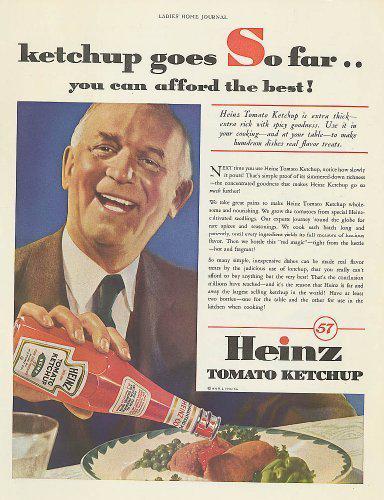 LADIES' HOME JOURNAL
ketchup goes So far . .
you can afford the best!
Heinz Tomato Ketchup is extra thick—
extra rich with spicy goodness. Use it in
your cooking—and at your table—to make
humdrum dishes real flavor treats.
NEXT time you use Heinz Tomato Ketchup, notice how slowly
it pours! That's simple proof of its simmered-down richness
—the concentrated goodness that makes Heinz Ketchup go so
much further!
We take great pains to make Heinz Tomato Ketchup whole-
some and nourishing. We grow the tomatoes from special Heinz-
cultivated seedlings. Our experts journey 'round the globe for
rare spices and seasonings. We cook each batch long and
patiently, until every ingredient yields its full measure of luscious
flavor. Then we bottle this "red magic"—right from the kettle
—hot and fragrant!
So many simple, inexpensive dishes can be made real flavor
treats by the judicious use of ketchup, that you really can't
afford to buy anything but the very best! That's the conclusion
millions have reached—and it's the reason that Heinz is far and
away the largest selling ketchup in the world! Have at least
two bottles—one for the table and the other for use in the
kitchen when cooking!
57
Heinz
TOMATO KETCHUP
HEINZ
TOMATO
KETCHUP
HEINZ CO.